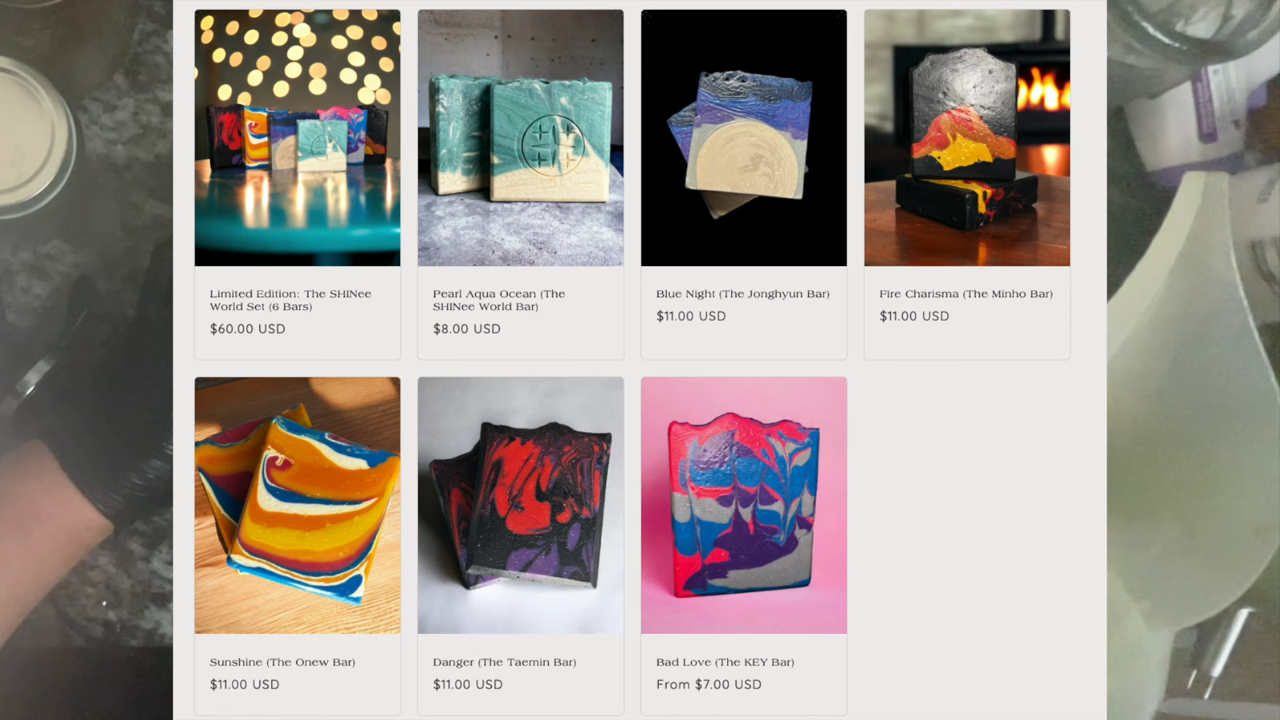 Limited Edition: The SHINee
World Set (6 Bars)
$60.00 USD
Pearl Aqua Ocean (The
SHINee World Bar)
$8.00 USD
Blue Night (The Jonghyun Bar)
$11.00 USD
Fire Charisma (The Minho Bar)
$11.00 USD
Sunshine (The Onew Bar)
$11.00 USD
Danger (The Taemin Bar)
$11.00 USD
Bad Love (The KEY Bar)
From $7.00 USD